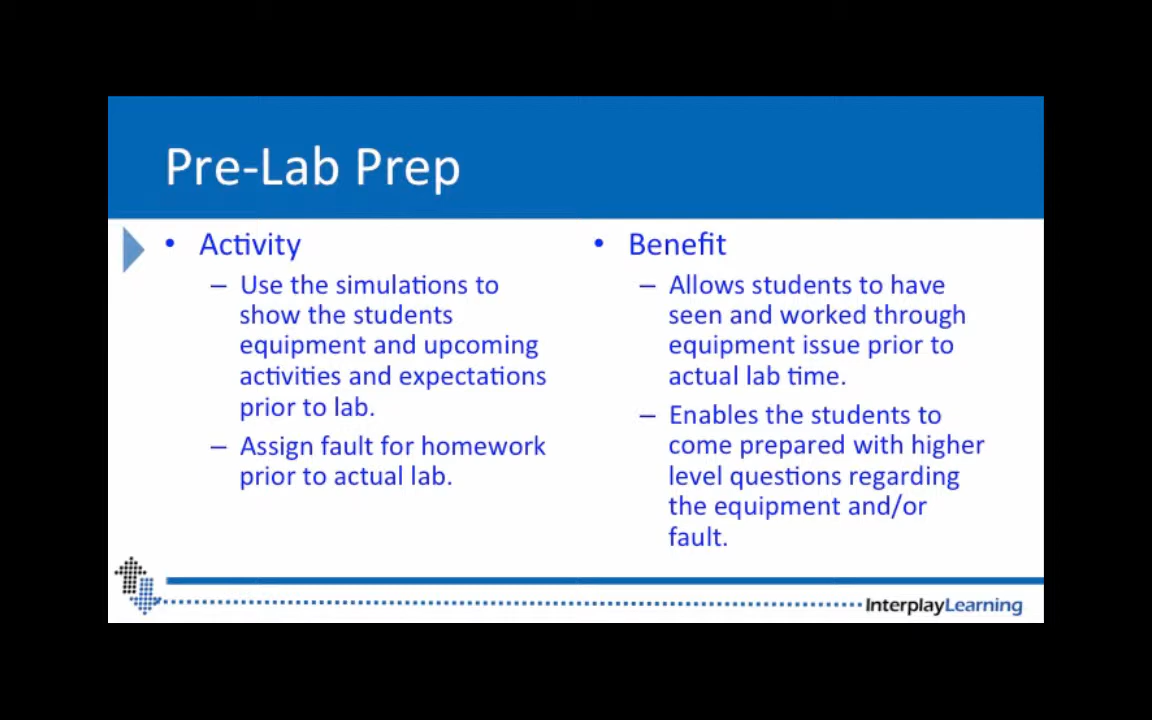 Pre-Lab Prep
• Activity
– Use the simulations to
show the students
equipment and upcoming
activities and expectations
prior to lab.
– Assign fault for homework
prior to actual lab.
• Benefit
– Allows students to have
seen and worked through
equipment issue prior to
actual lab time.
– Enables the students to
come prepared with higher
level questions regarding
the equipment and/or
fault.
InterplayLearning